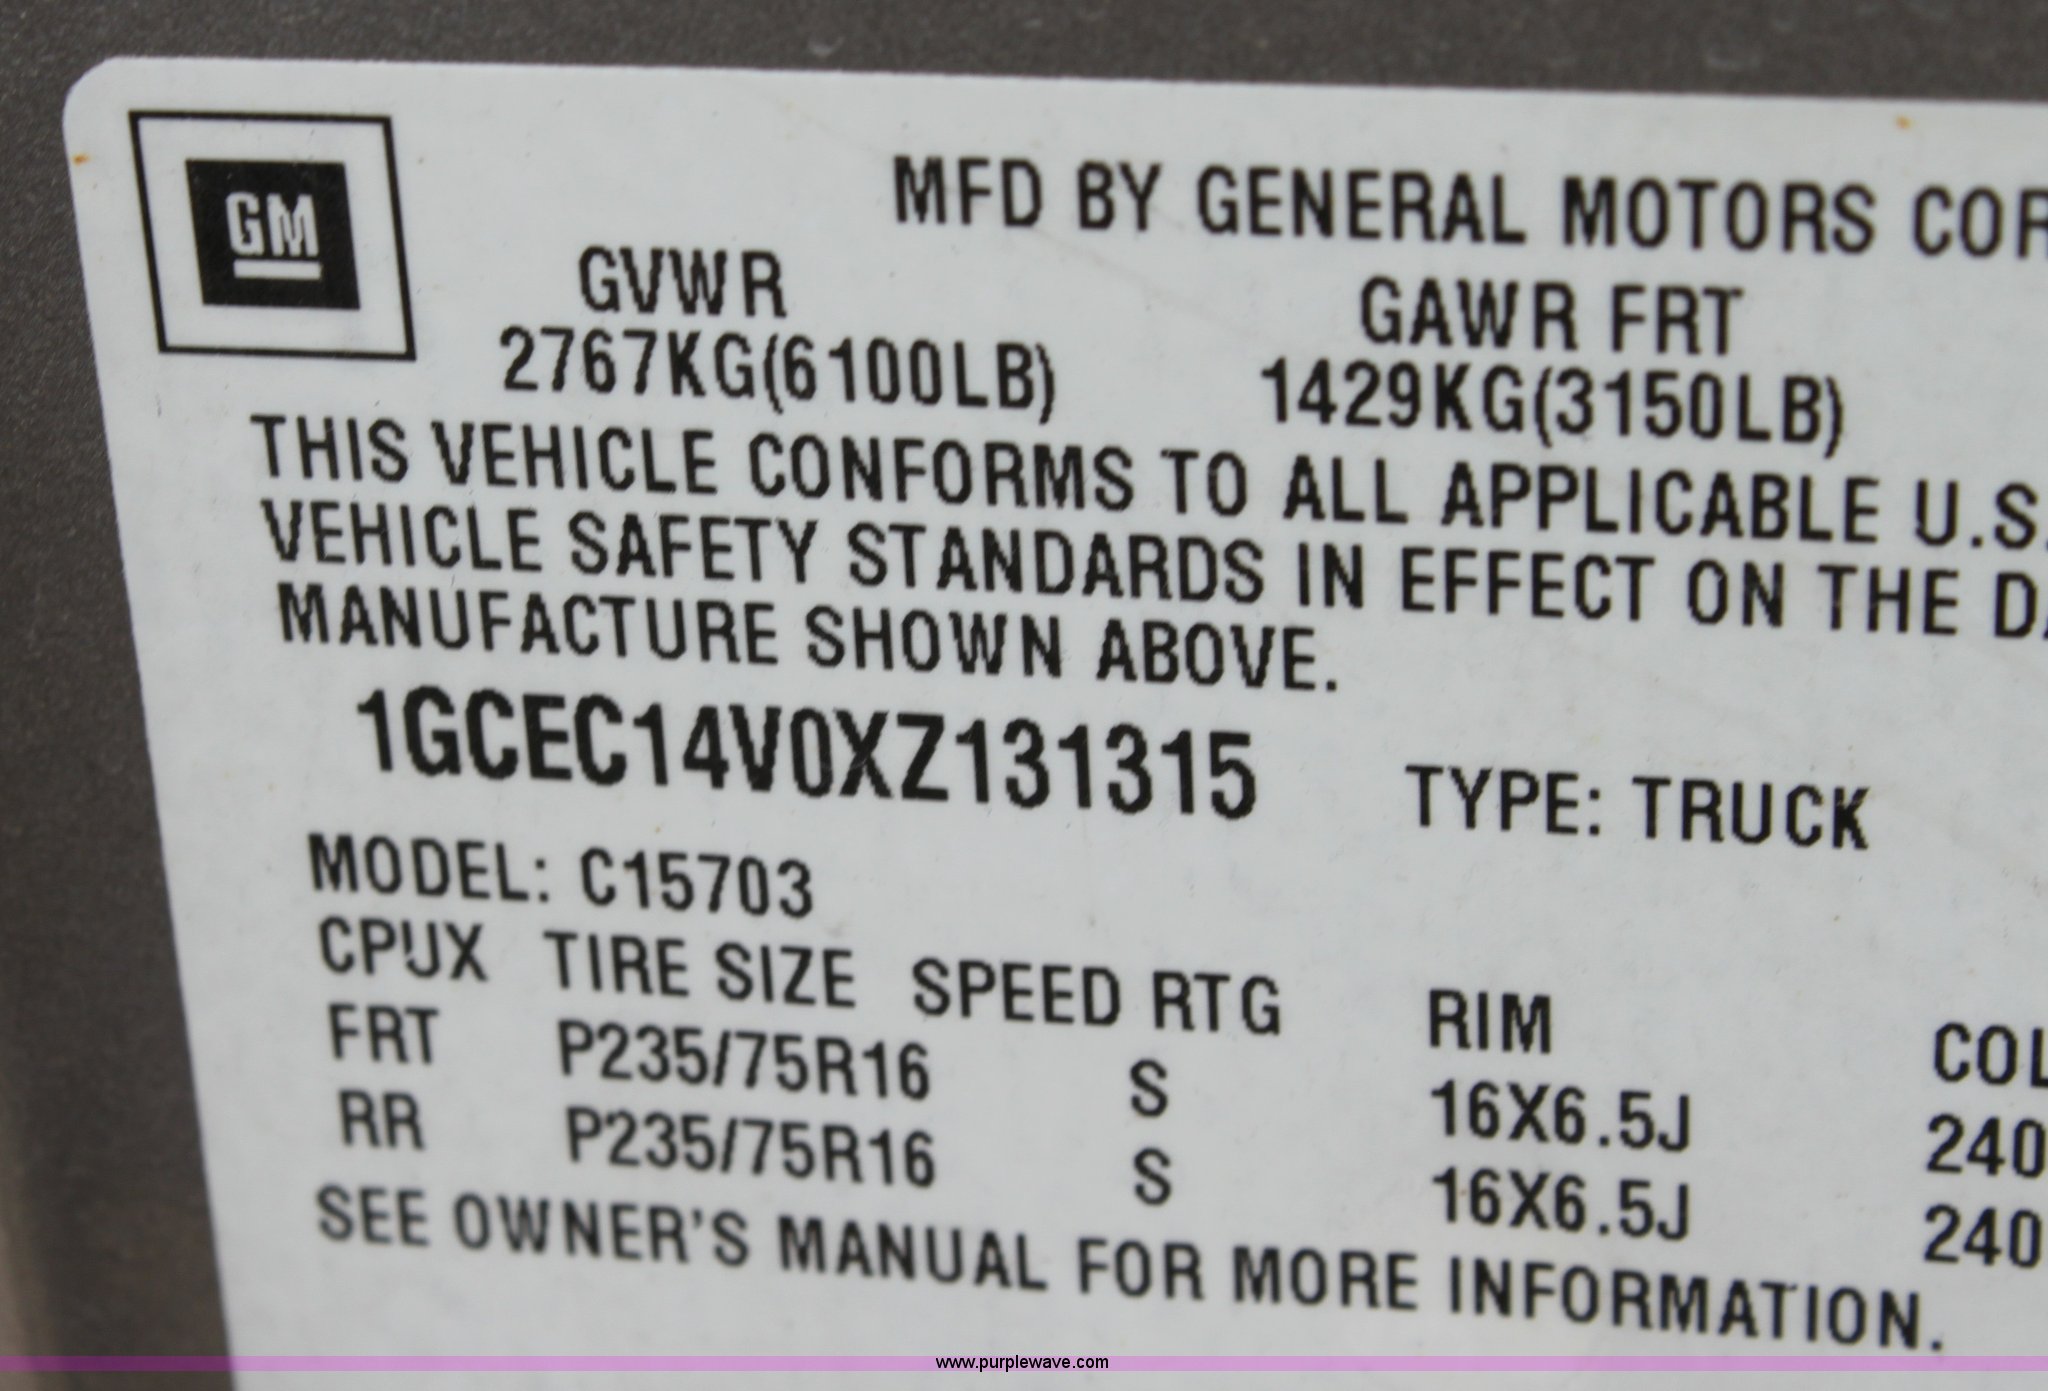 GM
MFD BY GENERAL MOTORS COR
GVWR GAWR FRT
2767KG(6100LB) 1429KG(3150LB)
THIS VEHICLE CONFORMS TO ALL APPLICABLE U.S.
VEHICLE SAFETY STANDARDS IN EFFECT ON THE DA
MANUFACTURE SHOWN ABOVE.
1GCEC14V0XZ131315 TYPE: TRUCK
MODEL: C15703
CPUX TIRE SIZE SPEED RTG RIM COL
FRT P235/75R16 S 16X6.5J 240
RR P235/75R16 S 16X6.5J 240
SEE OWNER'S MANUAL FOR MORE INFORMATION.
www.purplewave.com